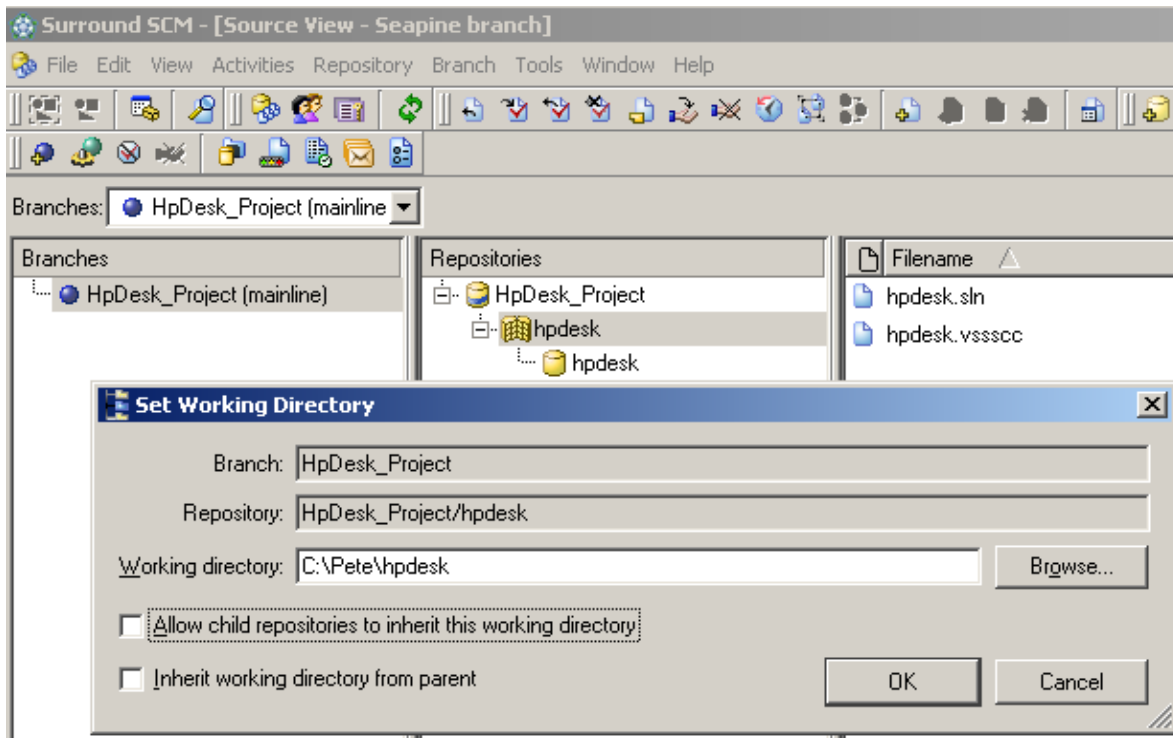 Surround SCM - [Source View - Seapine branch]
File Edit View Activities Repository Branch Tools Window Help
Branches: HpDesk_Project (mainline
Branches Repositories Filename
HpDesk_Project (mainline) HpDesk_Project hpdesk.sln
hpdesk hpdesk.vssscc
hpdesk
Set Working Directory
Branch: HpDesk_Project
Repository: HpDesk_Project/hpdesk
Working directory: C:\Pete\hpdesk Browse...
Allow child repositories to inherit this working directory
Inherit working directory from parent OK Cancel